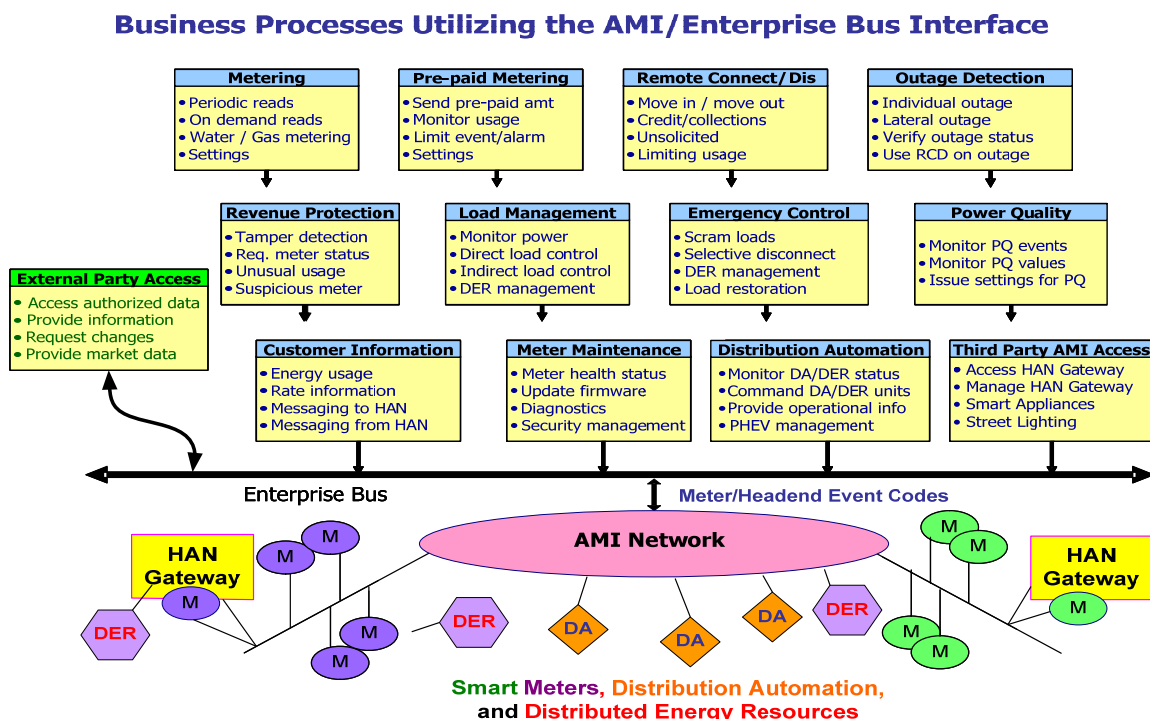 Business Processes Utilizing the AMI/Enterprise Bus Interface
Metering
• Periodic reads
• On demand reads
• Water / Gas metering
• Settings
Pre-paid Metering
• Send pre-paid amt
• Monitor usage
• Limit event/alarm
• Settings
Remote Connect/Dis
• Move in / move out
• Credit/collections
• Unsolicited
• Limiting usage
Outage Detection
• Individual outage
• Lateral outage
• Verify outage status
• Use RCD on outage
Revenue Protection
• Tamper detection
• Req. meter status
• Unusual usage
• Suspicious meter
Load Management
• Monitor power
• Direct load control
• Indirect load control
• DER management
Emergency Control
• Scram loads
• Selective disconnect
• DER management
• Load restoration
Power Quality
• Monitor PQ events
• Monitor PQ values
• Issue settings for PQ
External Party Access
• Access authorized data
• Provide information
• Request changes
• Provide market data
Customer Information
• Energy usage
• Rate information
• Messaging to HAN
• Messaging from HAN
Meter Maintenance
• Meter health status
• Update firmware
• Diagnostics
• Security management
Distribution Automation
• Monitor DA/DER status
• Command DA/DER units
• Provide operational info
• PHEV management
Third Party AMI Access
• Access HAN Gateway
• Manage HAN Gateway
• Smart Appliances
• Street Lighting
Enterprise Bus
Meter/Headend Event Codes
AMI Network
HAN
Gateway
M
M
M
M
M
DER
DER
DA
DA
DA
DER
M
M
M
M
HAN
Gateway
M
Smart Meters, Distribution Automation,
and Distributed Energy Resources